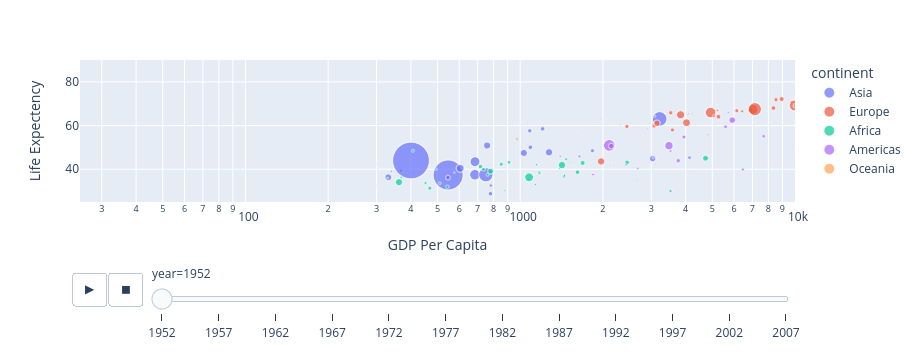 continent
Asia
Europe
Africa
Americas
Oceania
Life Expectency
80
60
40
3 4 5 6 7 8 9 100 2 3 4 5 6 7 8 9 1000 2 3 4 5 6 7 8 9 10k
GDP Per Capita
year=1952
1952 1957 1962 1967 1972 1977 1982 1987 1992 1997 2002 2007